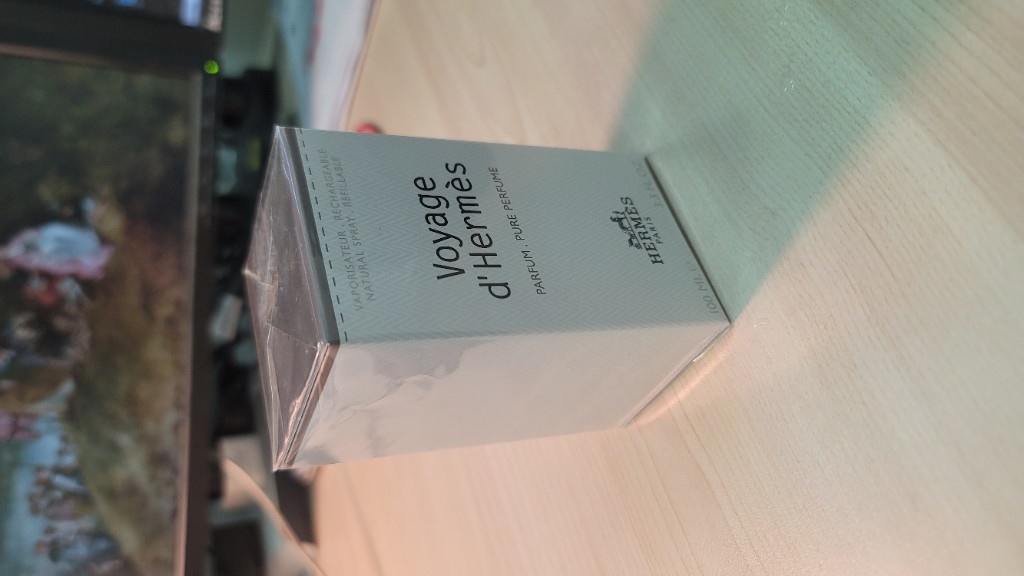 VAPORISATEUR . RECHARGEABLE
NATURAL SPRAY . REFILLABLE
Voyage
d'Hermès
PARFUM . PURE PERFUME
HERMÈS
PARIS
100 ML